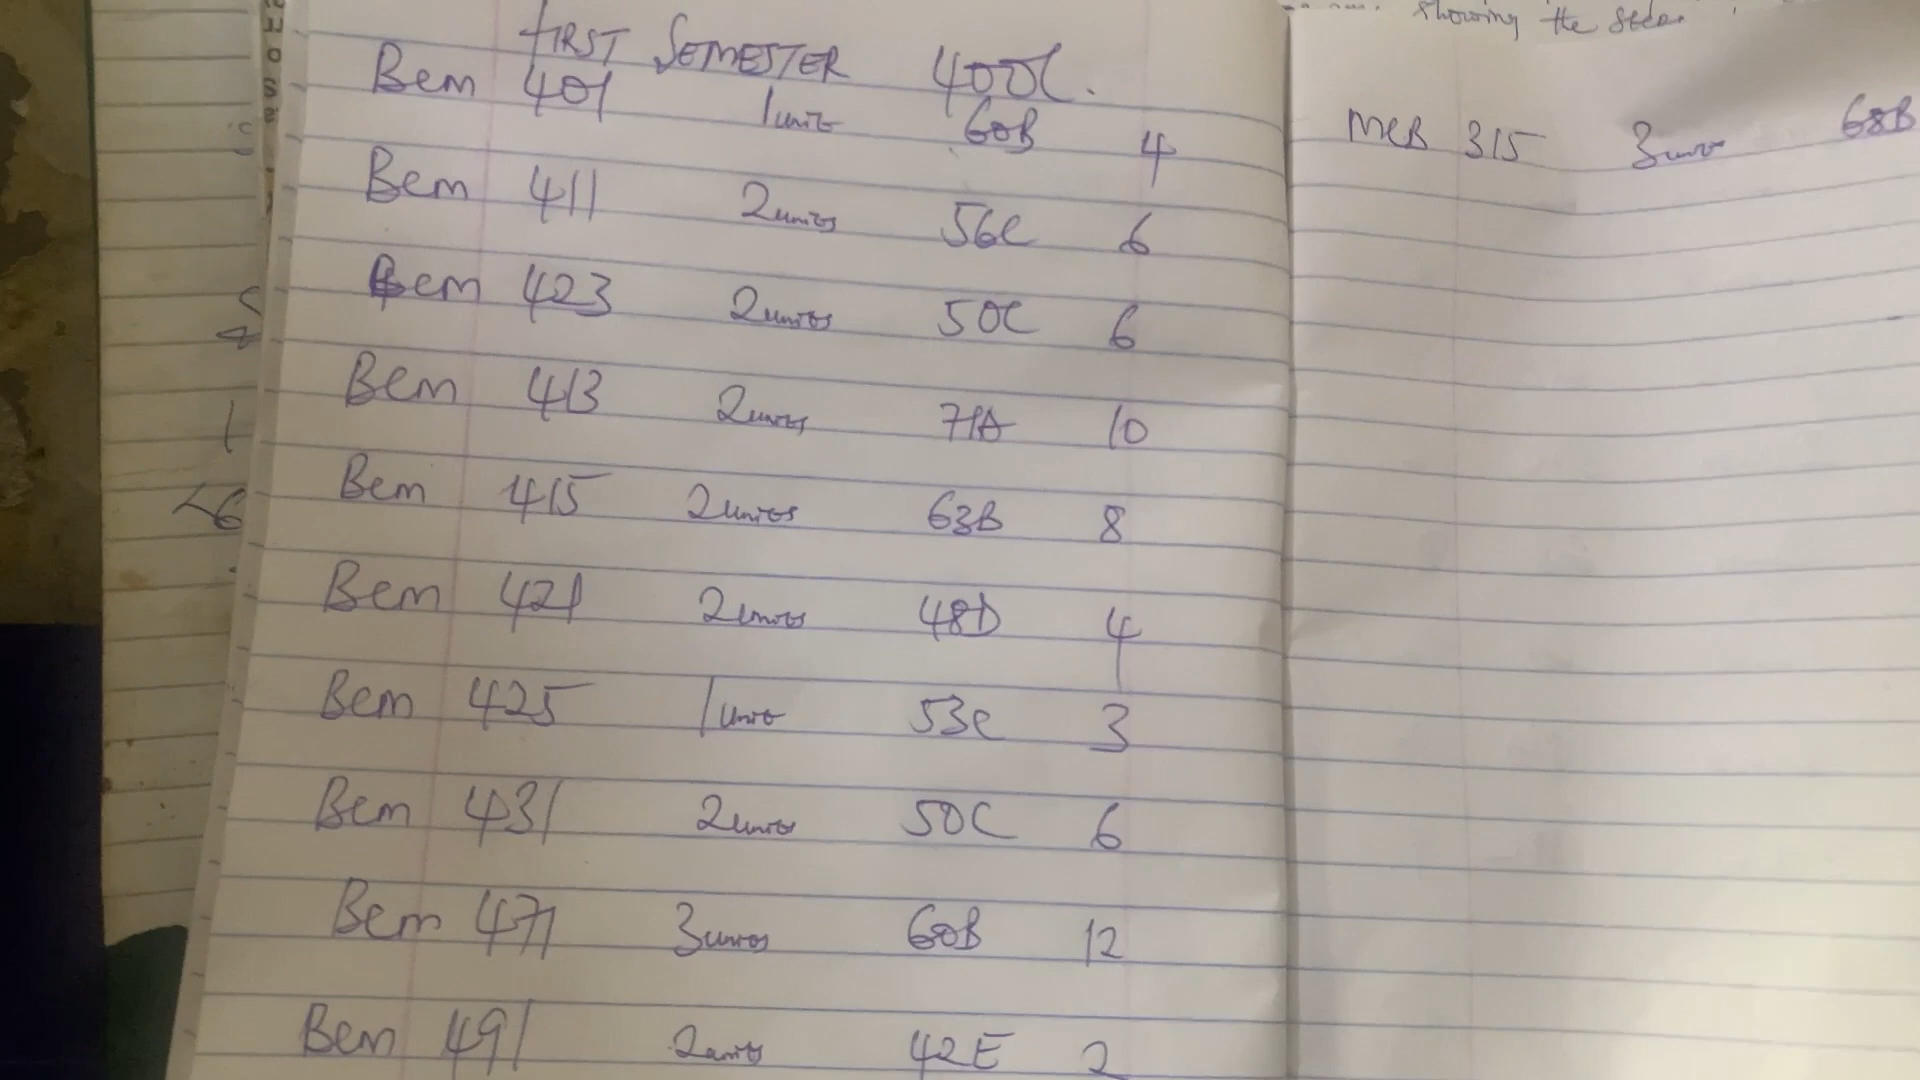 FIRST SEMESTER 400L.
Bem 401 1unit 60B 4
Bem 411 2units 56C 6
Bem 423 2units 50C 6
Bem 413 2units 71A 10
Bem 415 2units 63B 8
Bem 421 2units 48D 4
Bem 425 1unit 53C 3
Bem 431 2units 50C 6
Bem 471 3units 60B 12
Bem 491 2units 42E 2
showing the
MCB 315 3units 68B